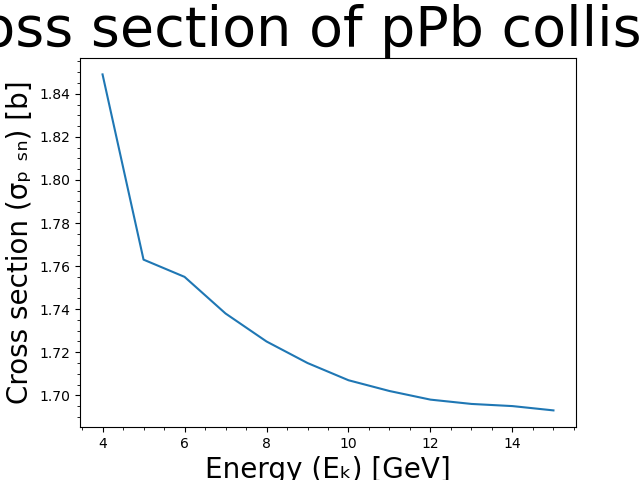 oss section of pPb collis
Cross section (σₚ ₛₙ) [b]
1.84
1.82
1.80
1.78
1.76
1.74
1.72
1.70
4 6 8 10 12 14
Energy (Eₖ) [GeV]